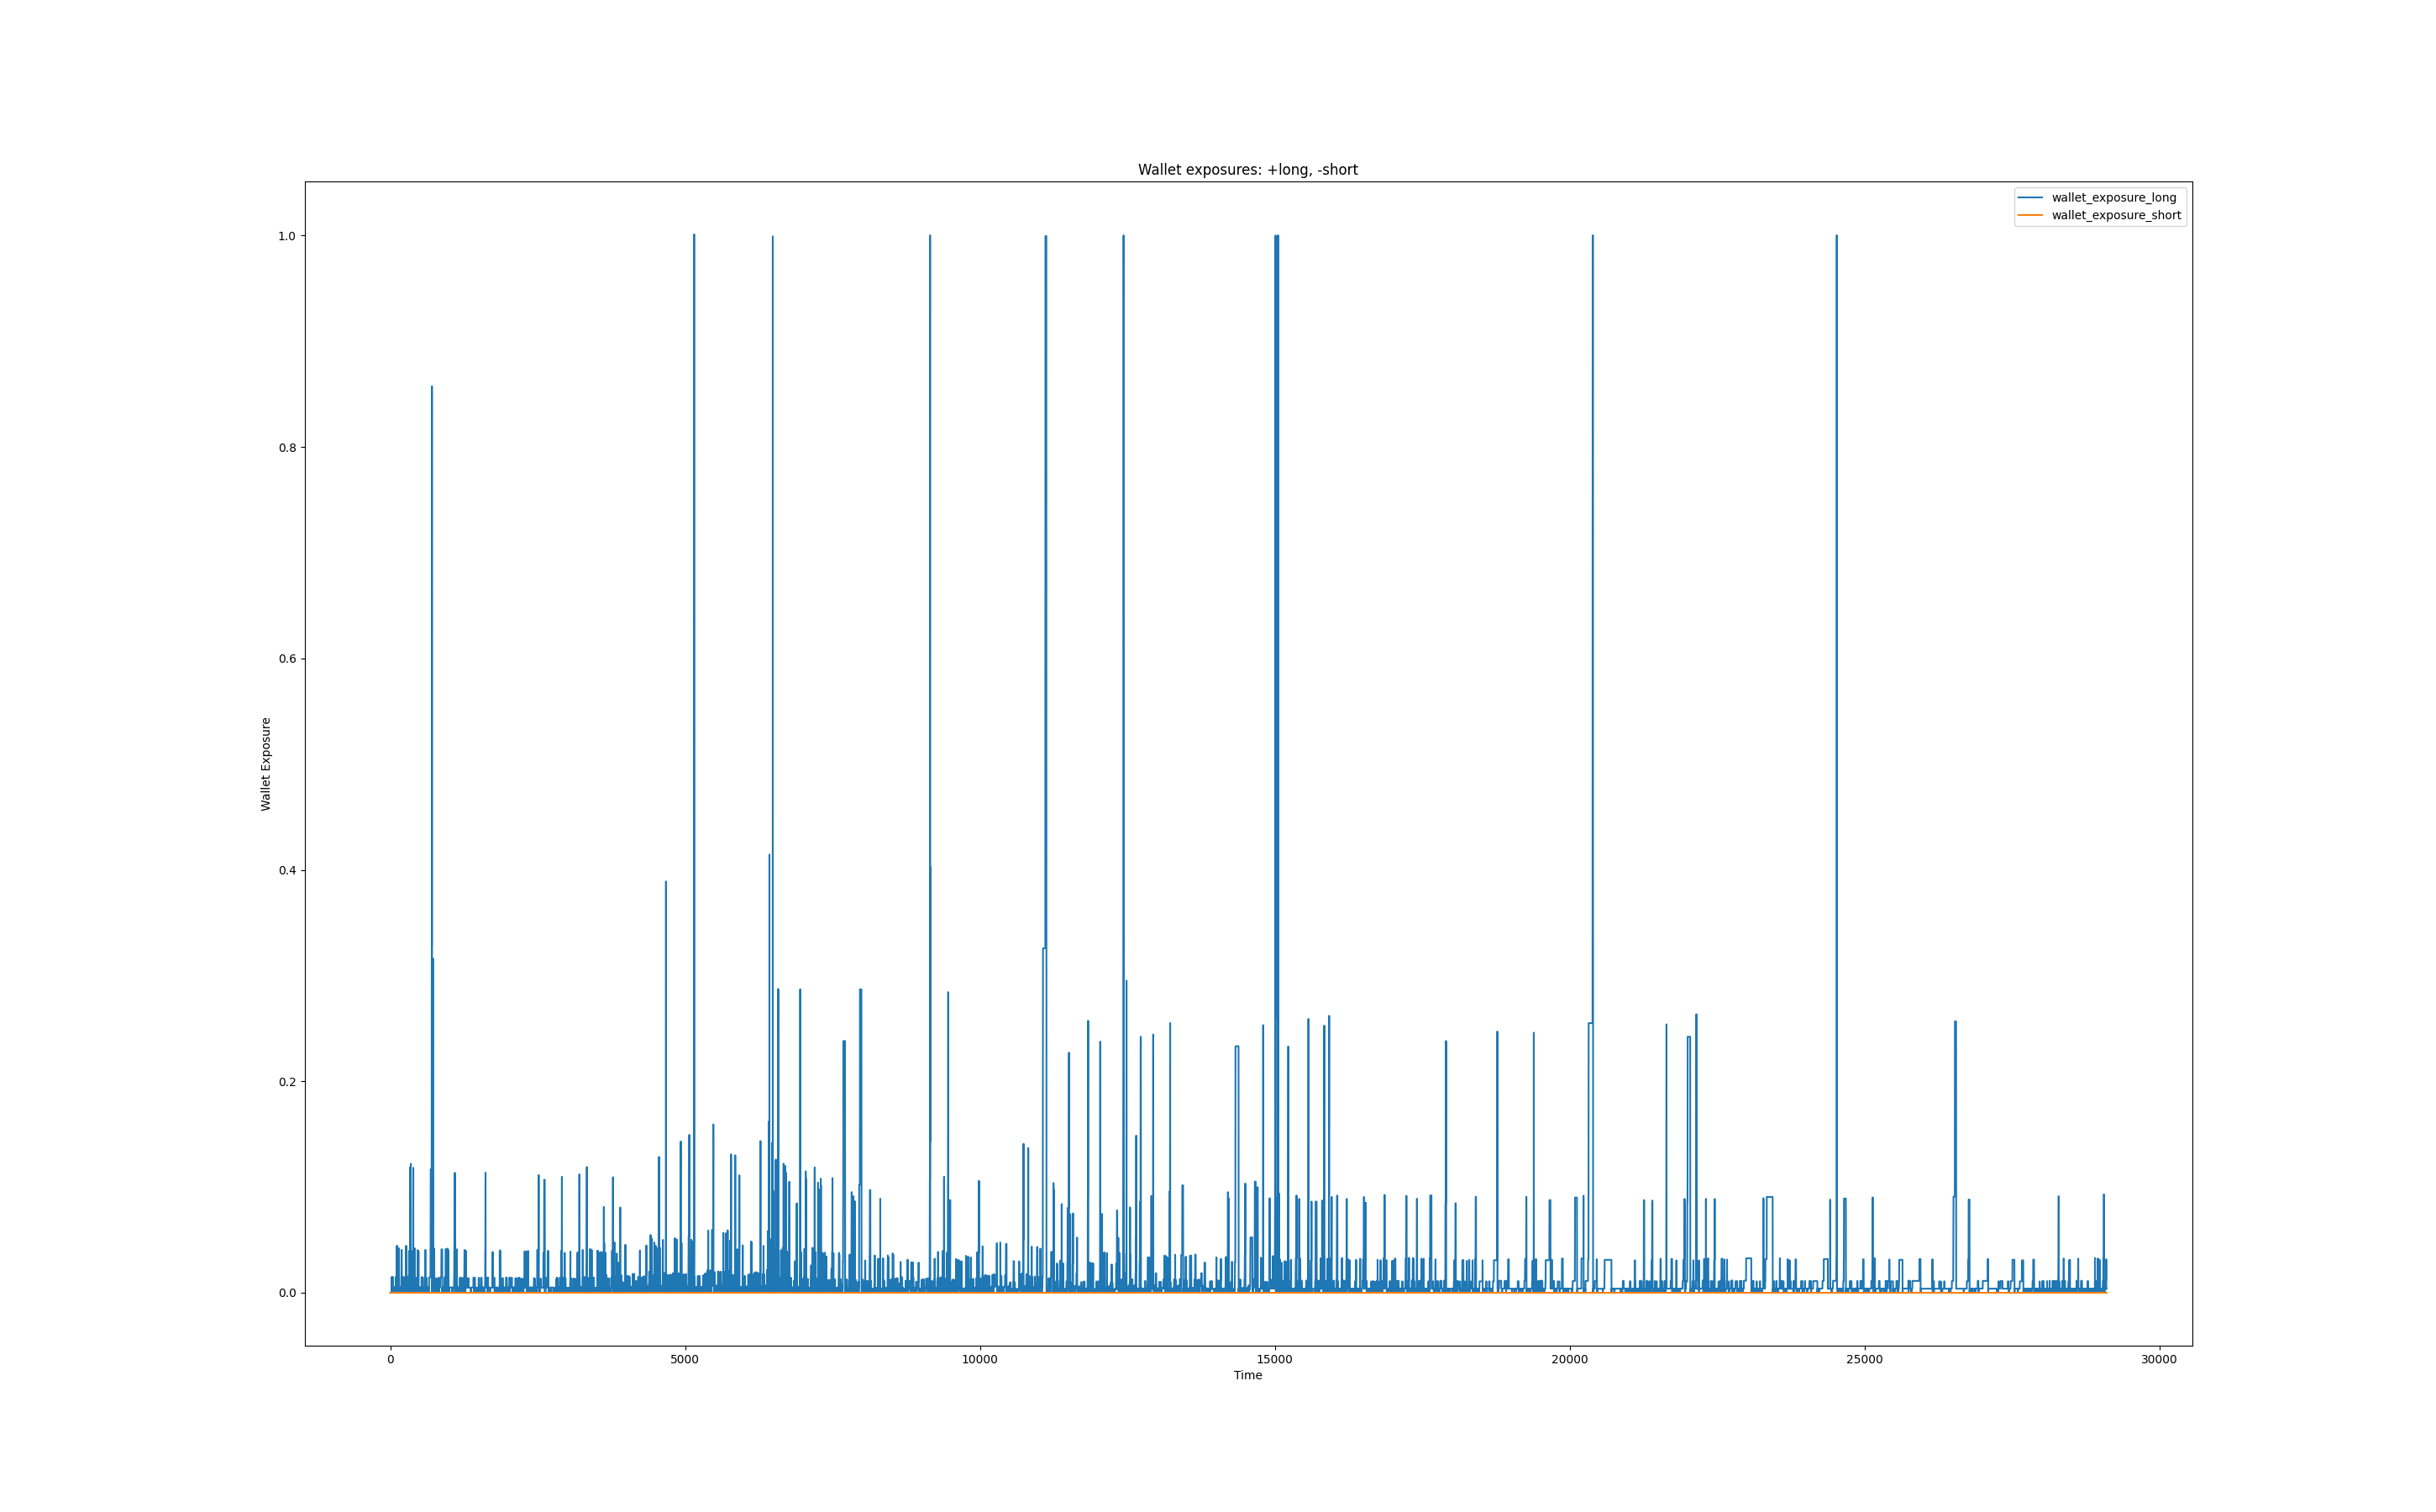 Wallet exposures: +long, -short
wallet_exposure_long
wallet_exposure_short
1.0
0.8
0.6
0.4
0.2
0.0
Wallet Exposure
0 5000 10000 15000 20000 25000 30000
Time